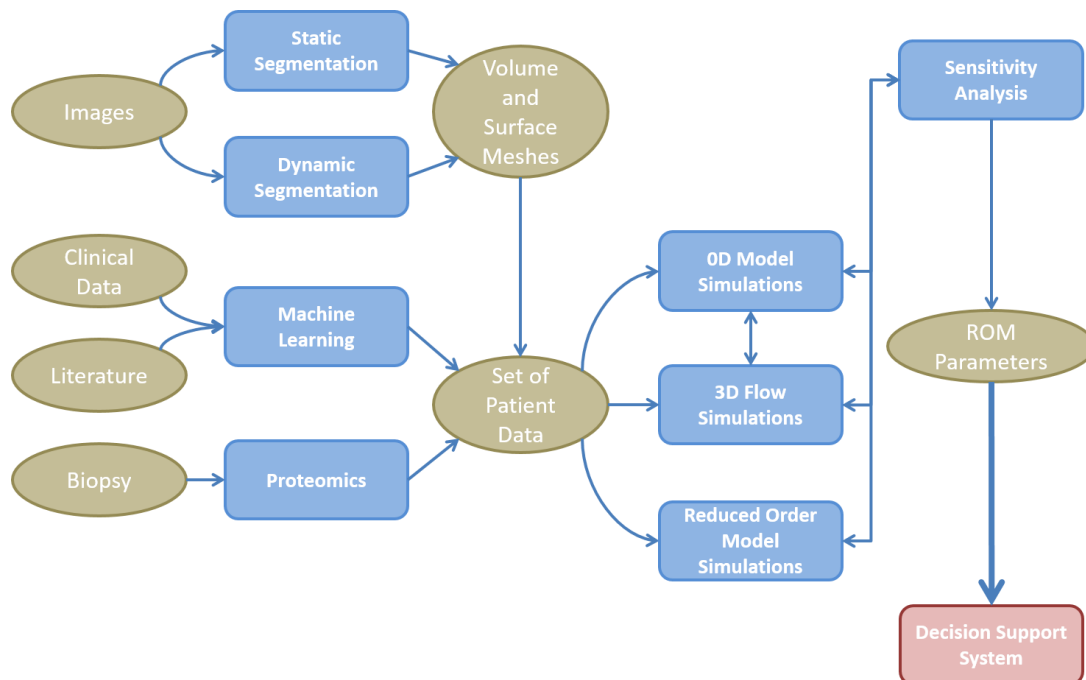 Images
Static
Segmentation
Dynamic
Segmentation
Volume
and
Surface
Meshes
Clinical
Data
Literature
Machine
Learning
Biopsy
Proteomics
Set of
Patient
Data
0D Model
Simulations
3D Flow
Simulations
Reduced Order
Model
Simulations
Sensitivity
Analysis
ROM
Parameters
Decision Support
System